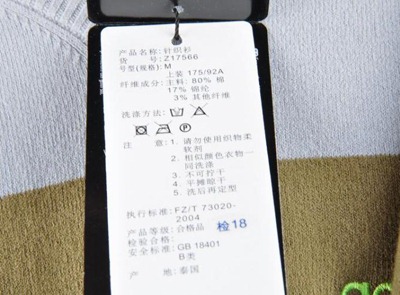 产品名称: 针织衫
货 号: Z17566
号型(规格): M
上装 175/92A
纤维成分: 主料 80% 棉
17% 锦纶
3% 其他纤维
洗涤方法:
注 意: 1. 请勿使用织物柔
软剂
2. 相似颜色衣物一
同洗涤
3. 不可拧干
4. 平摊晾干
5. 洗后再定型
执行标准: FZ/T 73020-
2004
产品等级: 合格品
检验合格: 检18
安全标准: GB 18401
B类
产 地: 泰国